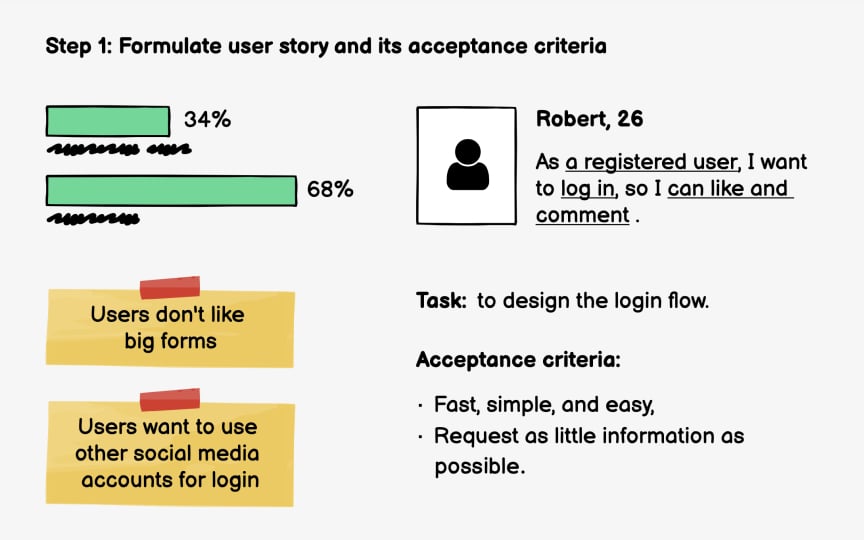 Step 1: Formulate user story and its acceptance criteria
34%
68%
Users don't like
big forms
Users want to use
other social media
accounts for login
Robert, 26
As a registered user, I want
to log in, so I can like and
comment .
Task: to design the login flow.
Acceptance criteria:
· Fast, simple, and easy,
· Request as little information as
possible.